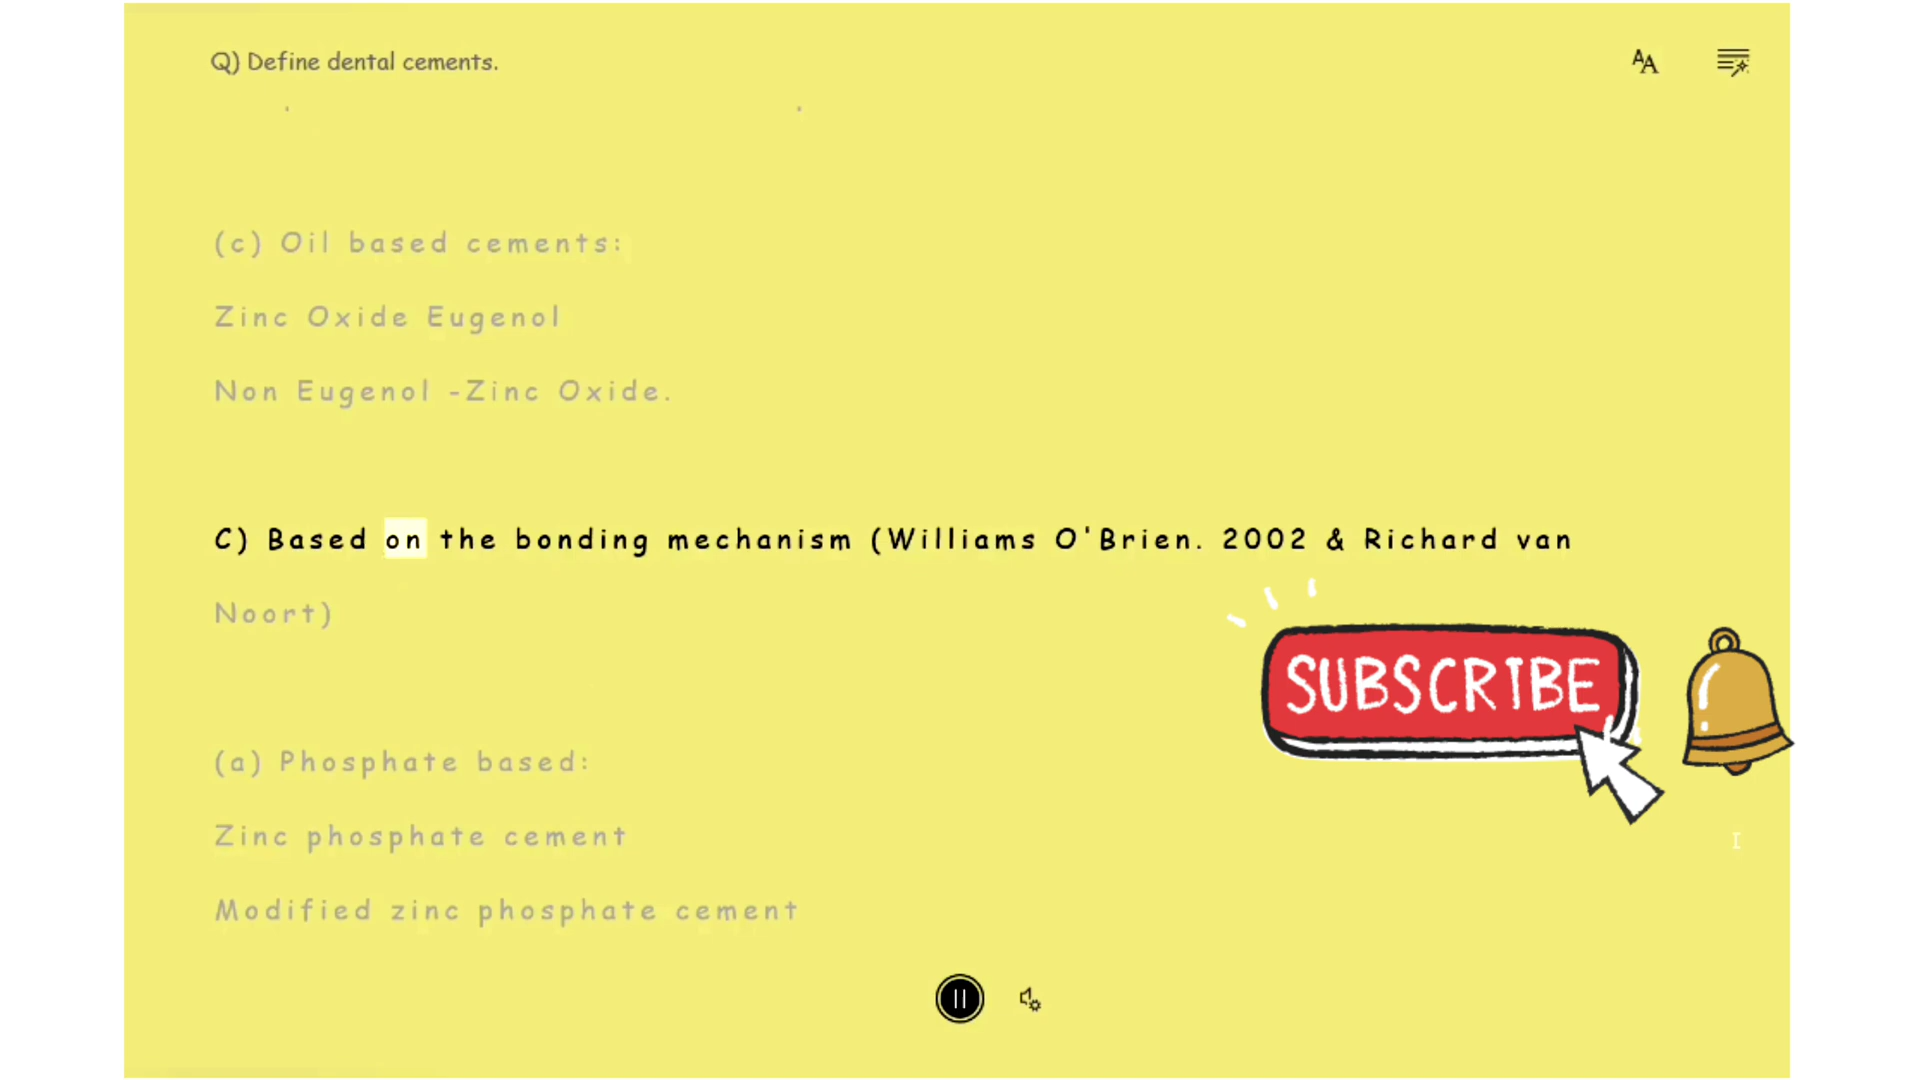 Q) Define dental cements.
(c) Oil based cements:
Zinc Oxide Eugenol
Non Eugenol -Zinc Oxide.
C) Based on the bonding mechanism (Williams O'Brien. 2002 & Richard van
Noort)
SUBSCRIBE
(a) Phosphate based:
Zinc phosphate cement
Modified zinc phosphate cement